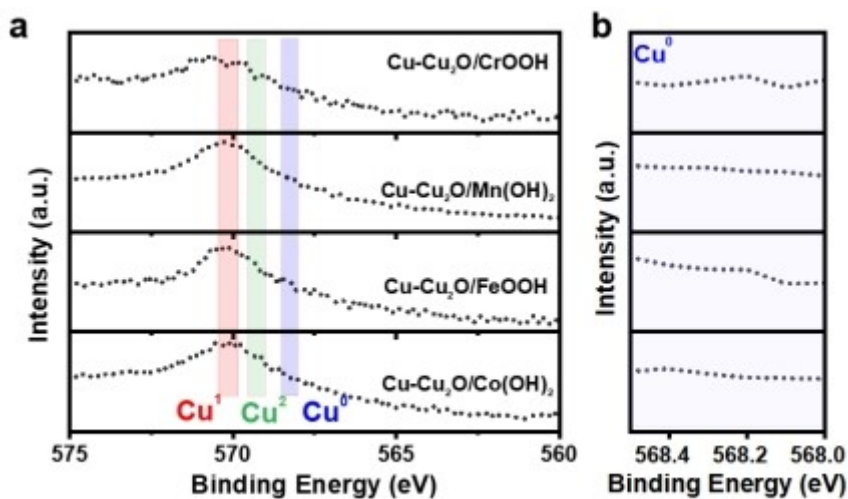 a
Intensity (a.u.)
Cu-Cu₂O/CrOOH
Cu-Cu₂O/Mn(OH)₂
Cu-Cu₂O/FeOOH
Cu-Cu₂O/Co(OH)₂
Cu¹ Cu² Cu⁰
575 570 565 560
Binding Energy (eV)
b
Intensity (a.u.)
Cu⁰
568.4 568.2 568.0
Binding Energy (eV)